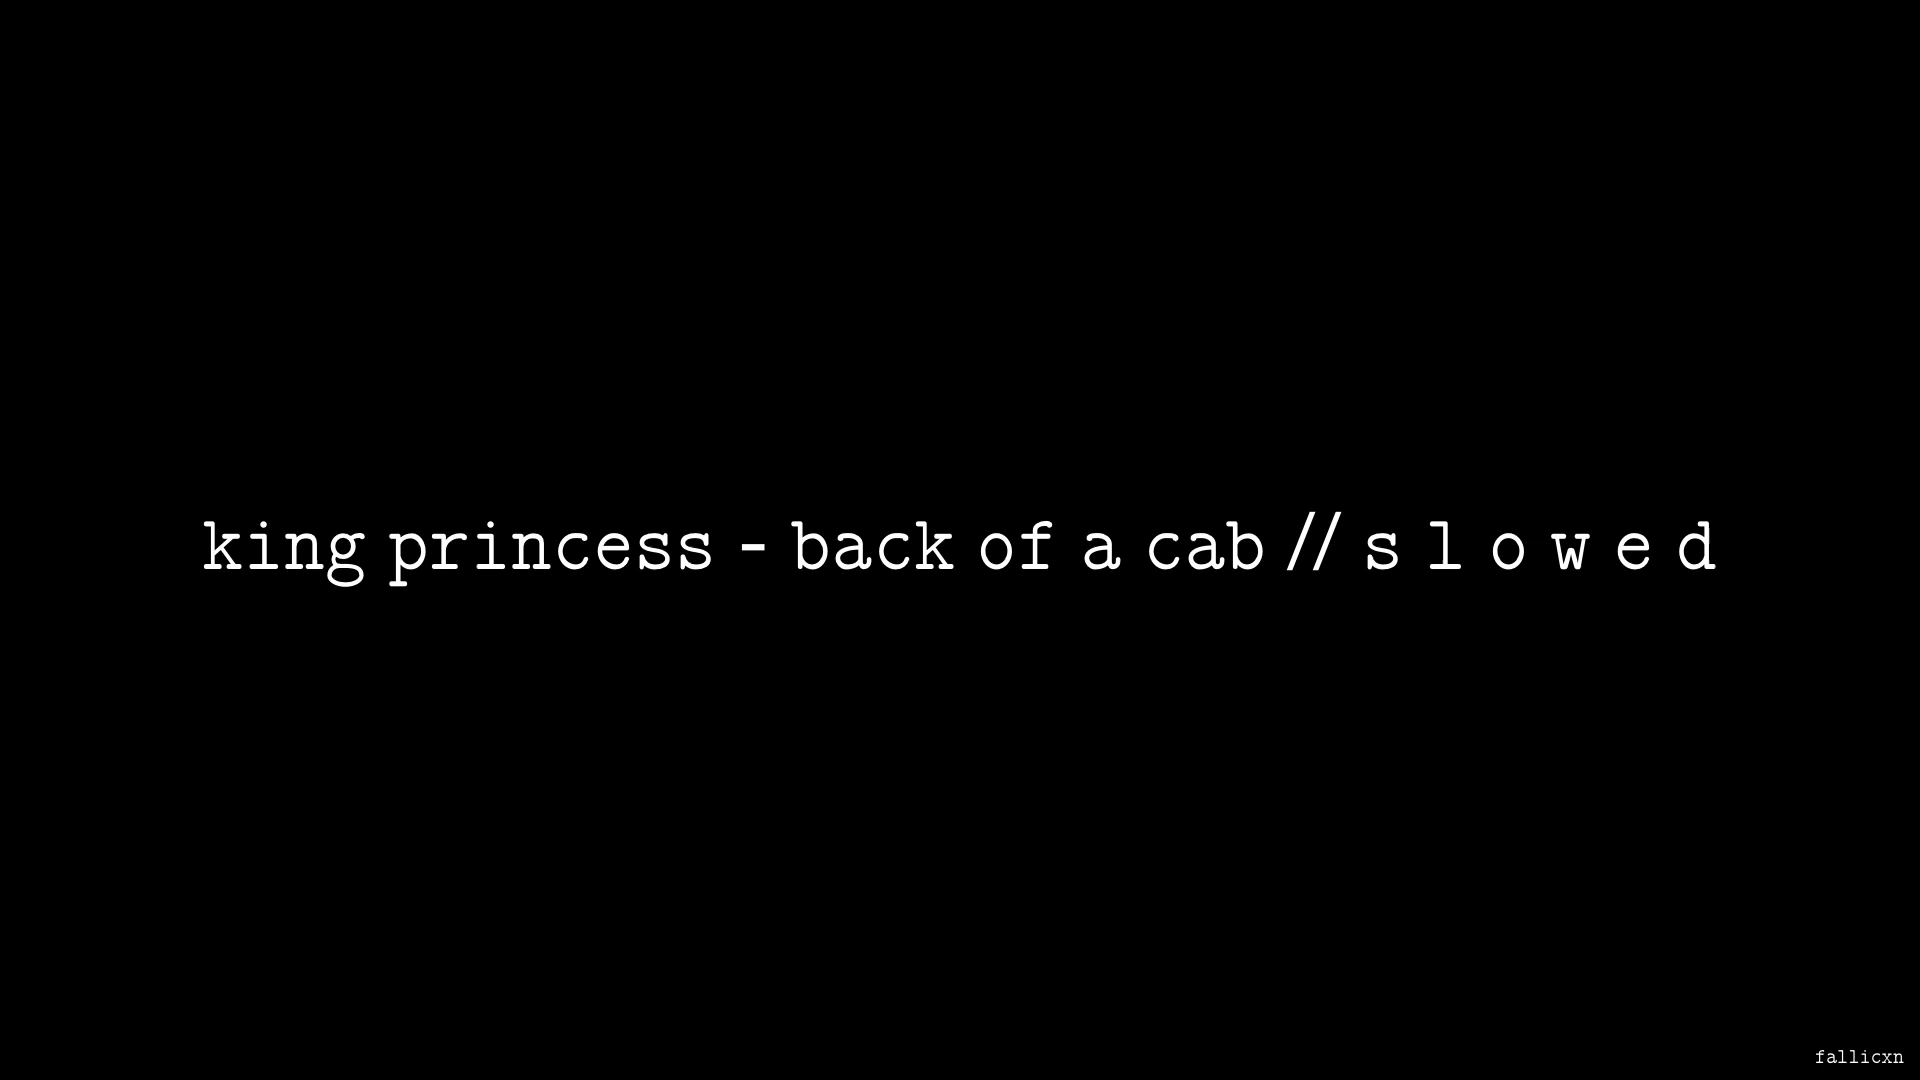 king princess - back of a cab // s l o w e d
fallicxn